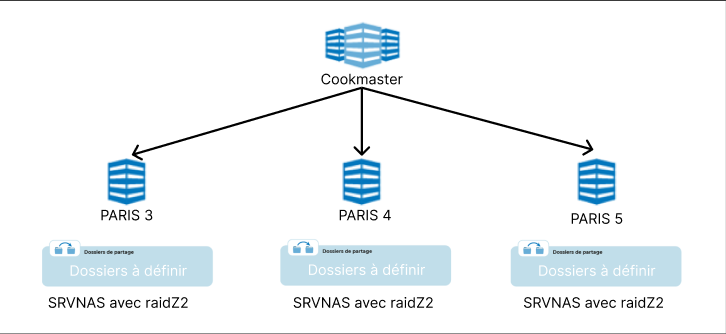 Cookmaster
PARIS 3
PARIS 4
PARIS 5
Dossiers de partage
Dossiers à définir
Dossiers de partage
Dossiers à définir
Dossiers de partage
Dossiers à définir
SRVNAS avec raidZ2
SRVNAS avec raidZ2
SRVNAS avec raidZ2